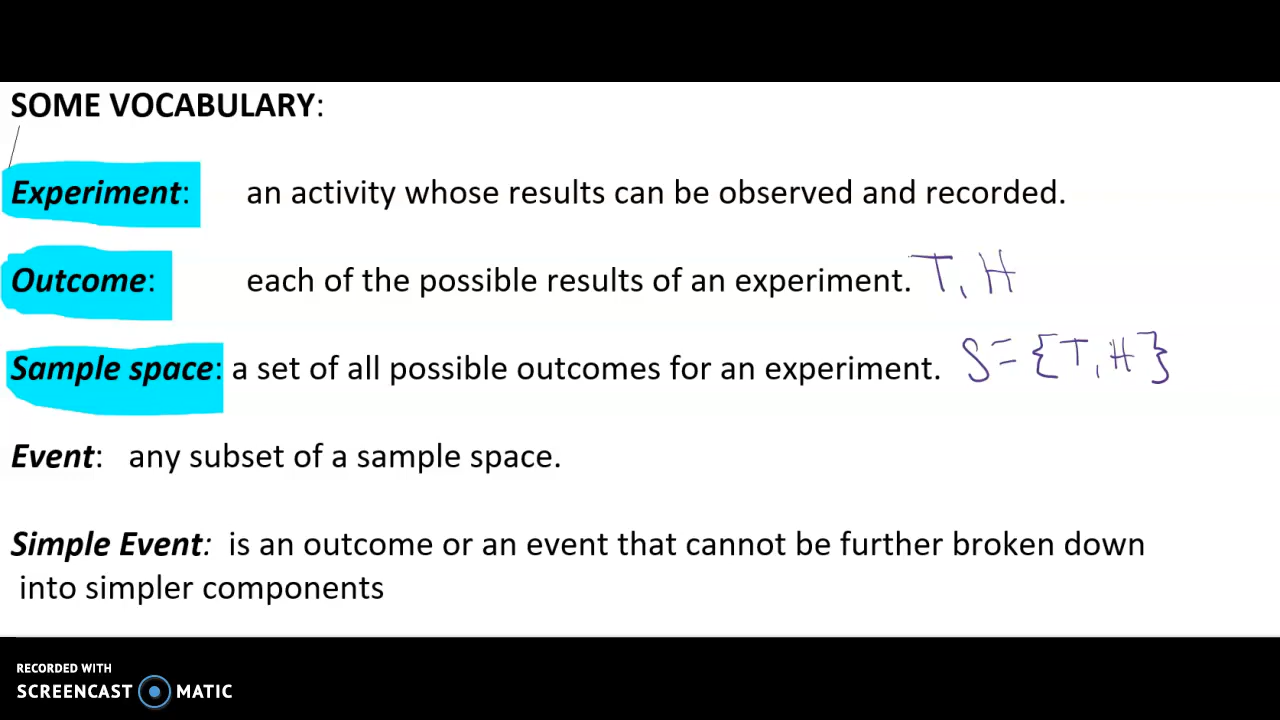 SOME VOCABULARY:
Experiment: an activity whose results can be observed and recorded.
Outcome: each of the possible results of an experiment. T, H
Sample space: a set of all possible outcomes for an experiment. S = {T, H}
Event: any subset of a sample space.
Simple Event: is an outcome or an event that cannot be further broken down
into simpler components
RECORDED WITH
SCREENCAST MATIC